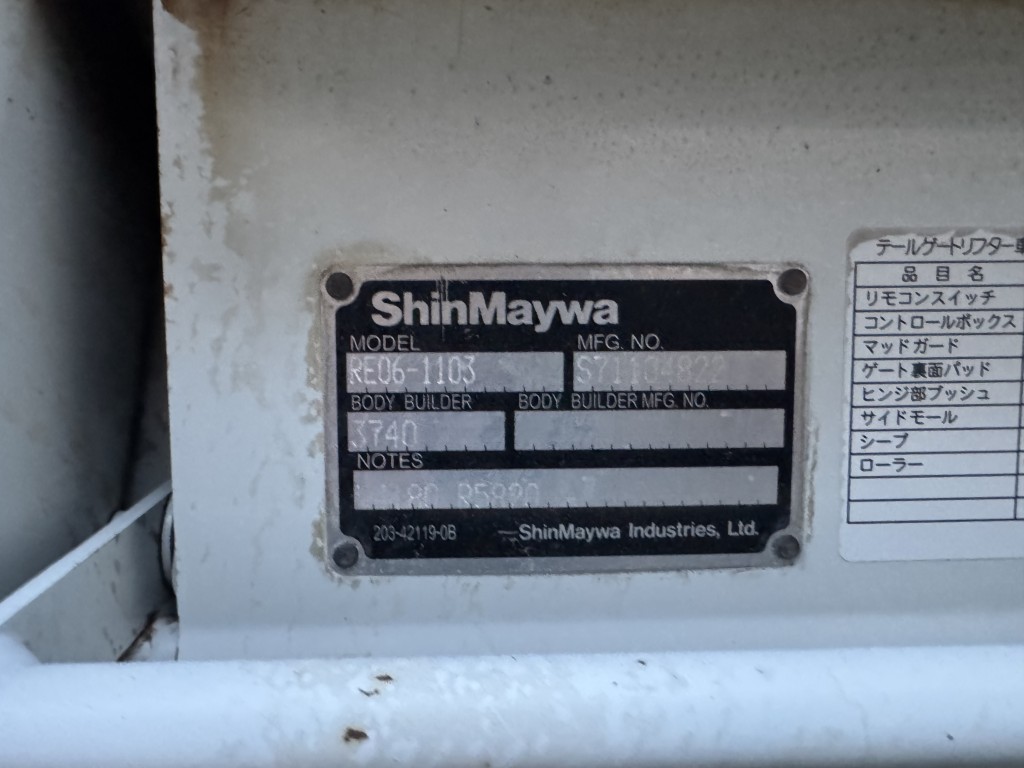 ShinMaywa
MODEL MFG. NO.
RE06-1103 S71104822
BODY BUILDER BODY BUILDER MFG. NO.
3740
NOTES
R5820
203-42119-0B ShinMaywa Industries, Ltd.
テールゲートリフター
品目名
リモコンスイッチ
コントロールボックス
マッドガード
ゲート裏面パッド
ヒンジ部ブッシュ
サイドモール
シーブ
ローラー